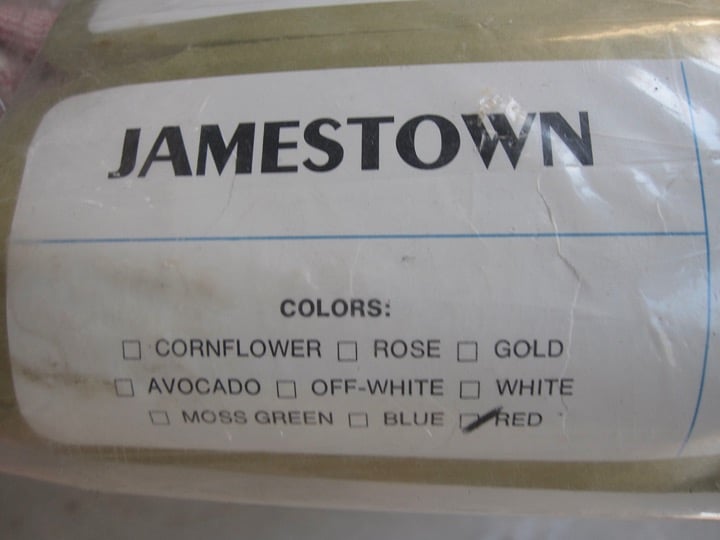 JAMESTOWN
COLORS:
☐ CORNFLOWER ☐ ROSE ☐ GOLD
☐ AVOCADO ☐ OFF-WHITE ☐ WHITE
☐ MOSS GREEN ☐ BLUE ☑ RED